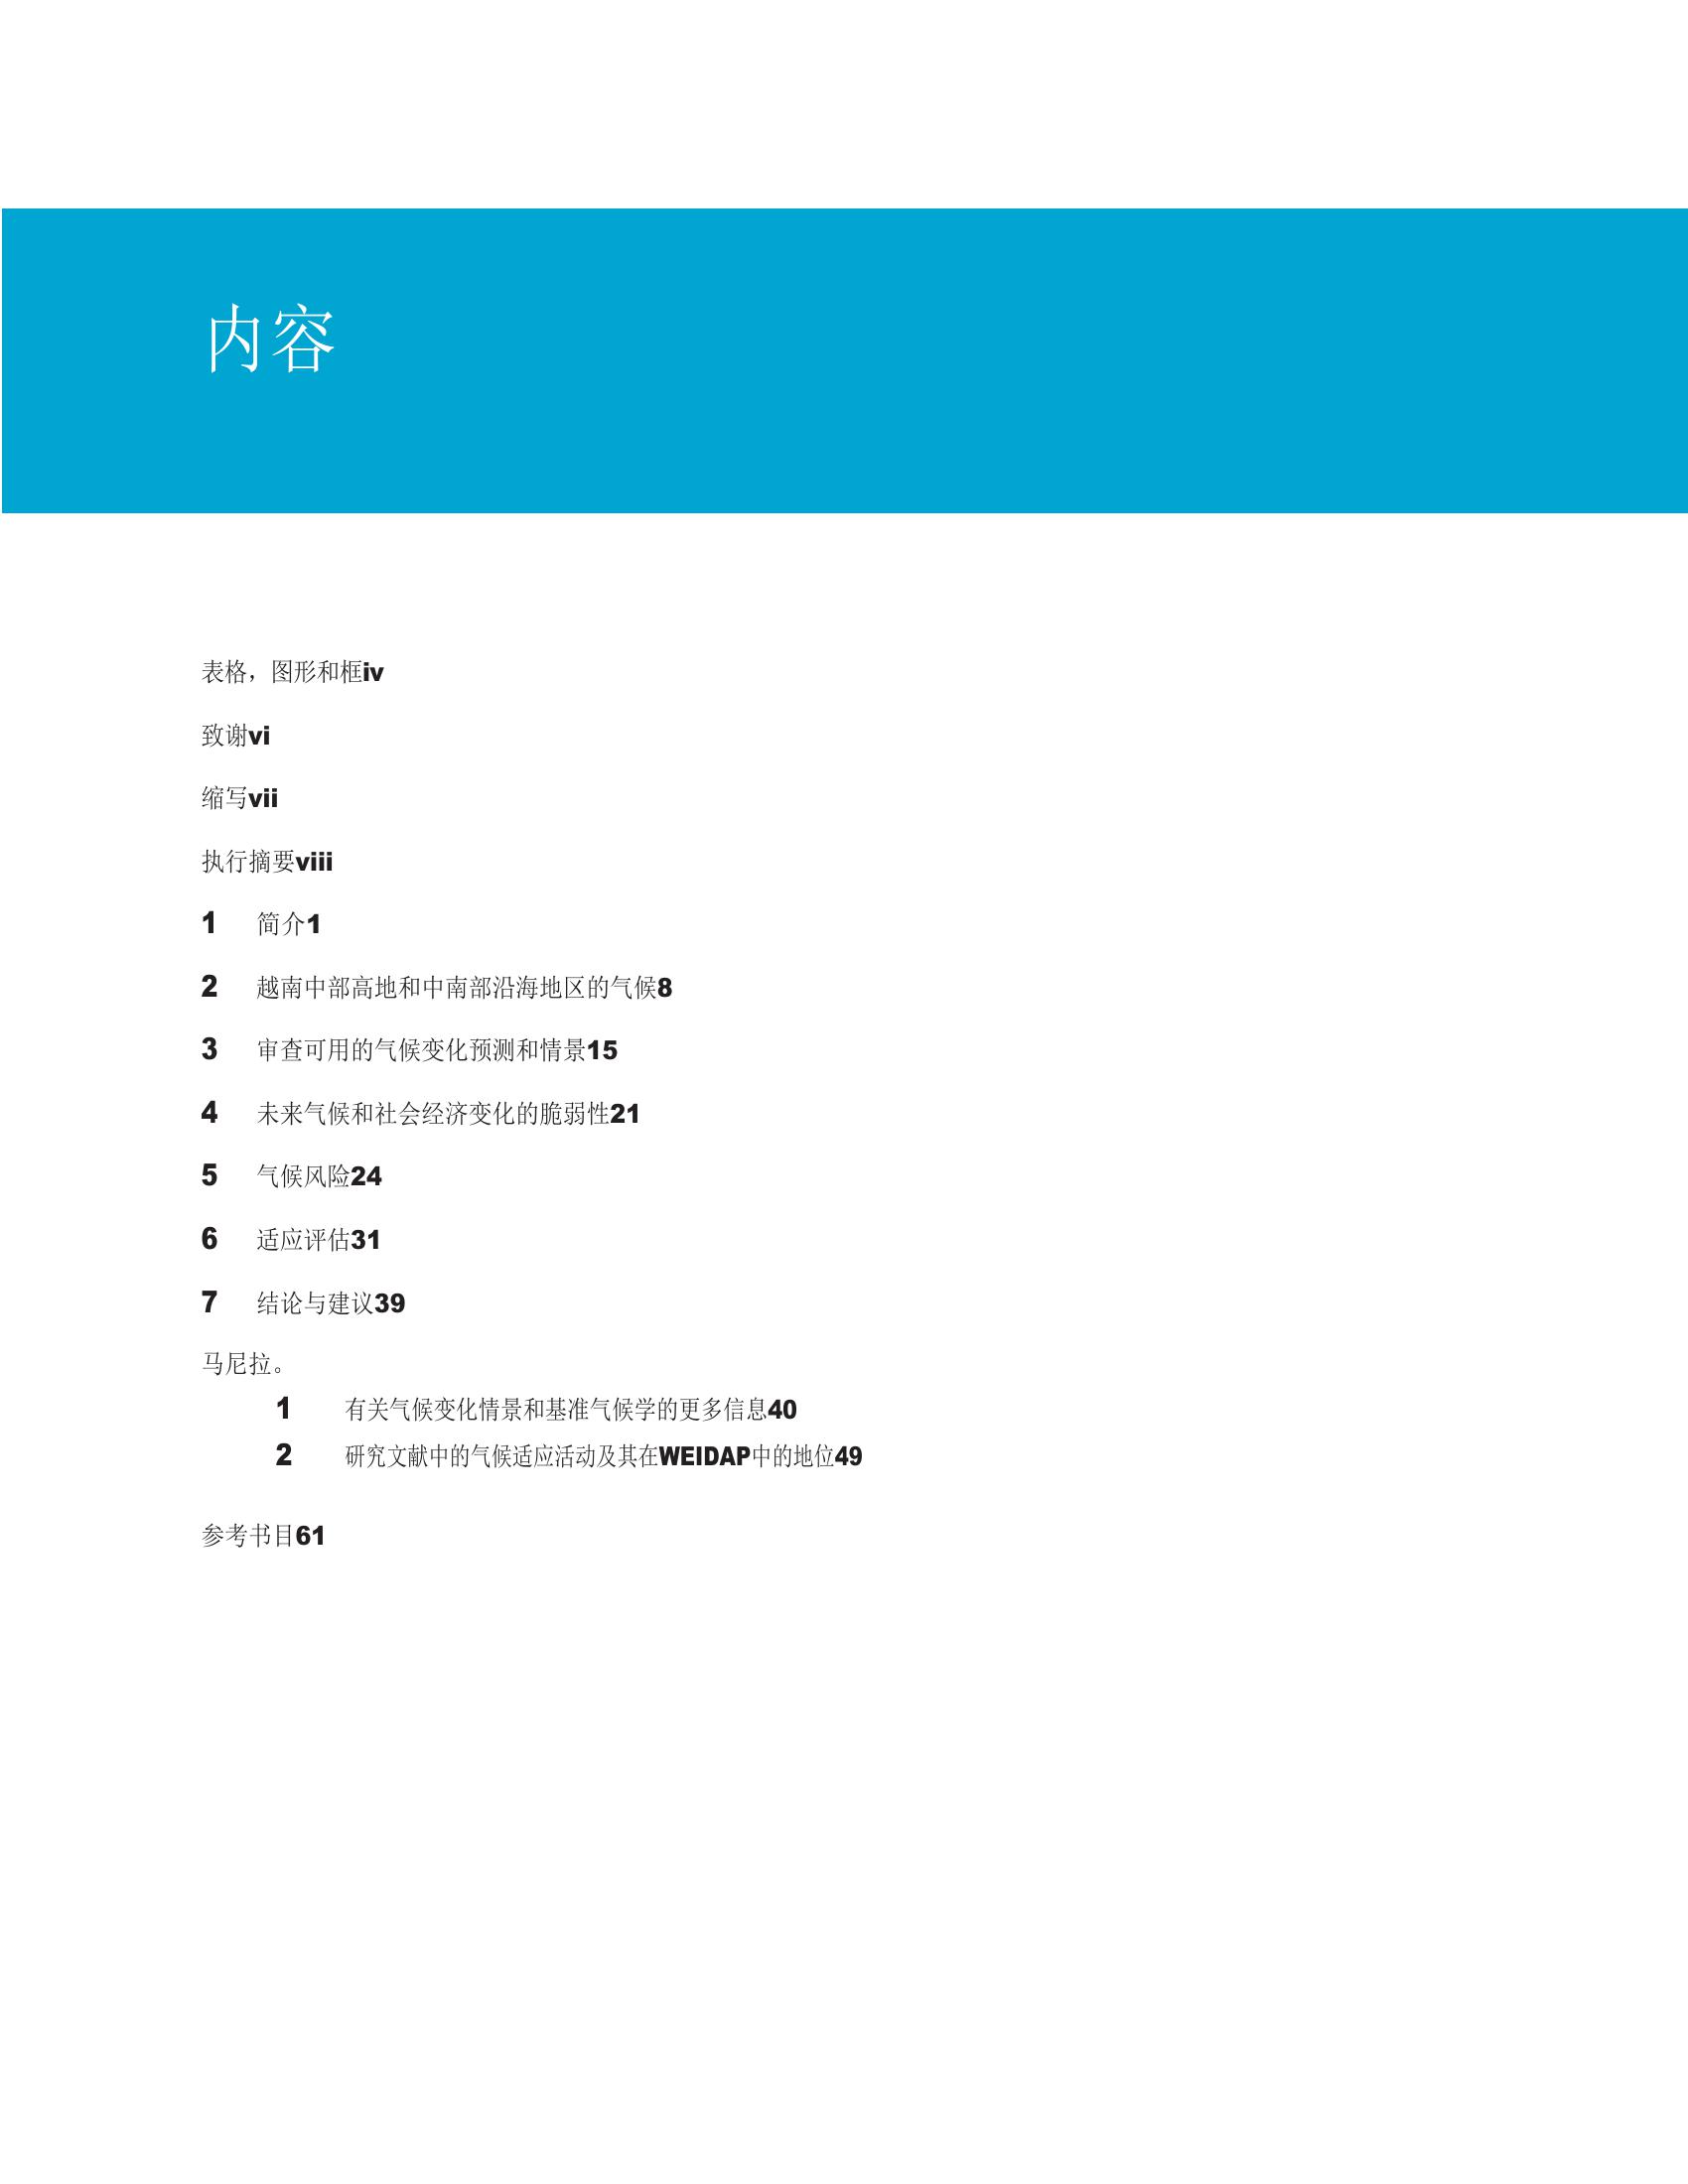 内容
表格，图形和框iv
致谢vi
缩写vii
执行摘要viii
1 简介1
2 越南中部高地和中南部沿海地区的气候8
3 审查可用的气候变化预测和情景15
4 未来气候和社会经济变化的脆弱性21
5 气候风险24
6 适应评估31
7 结论与建议39
马尼拉。
1 有关气候变化情景和基准气候学的更多信息40
2 研究文献中的气候适应活动及其在WEIDAP中的地位49
参考书目61